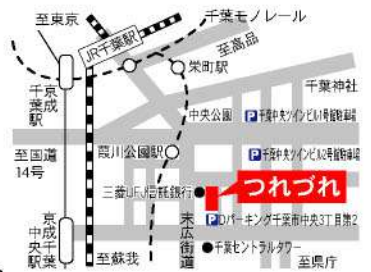 至東京
千葉モノレール
JR千葉駅
至高品
栄町駅
京成千葉駅
千葉神社
中央公園
P千葉中央ツインビル1号館駐車場
至国道
14号
葭川公園駅
P千葉中央ツインビル2号館駐車場
三菱UFJ信託銀行
つれづれ
京成千葉中央駅
末広街道
PDパーキング千葉市中央3丁目第2
千葉セントラルタワー
至蘇我
至県庁